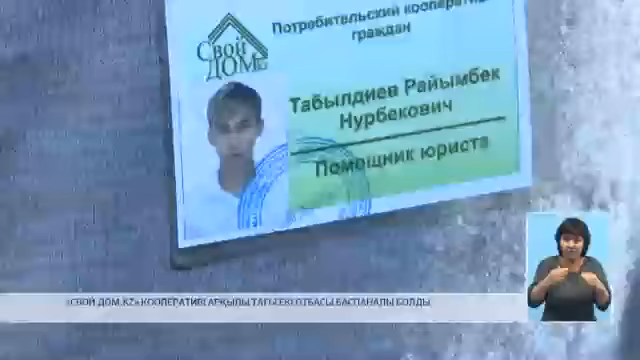 Потребительский кооператив
граждан
Свой
ДОМ
Табылдиев Райымбек
Нурбекович
Помощник юриста
«СВОЙ ДОМ.KZ» КООПЕРАТИВІ АРҚЫЛЫ ТАҒЫ ЕКІ ОТБАСЫ БАСПАНАЛЫ БОЛДЫ